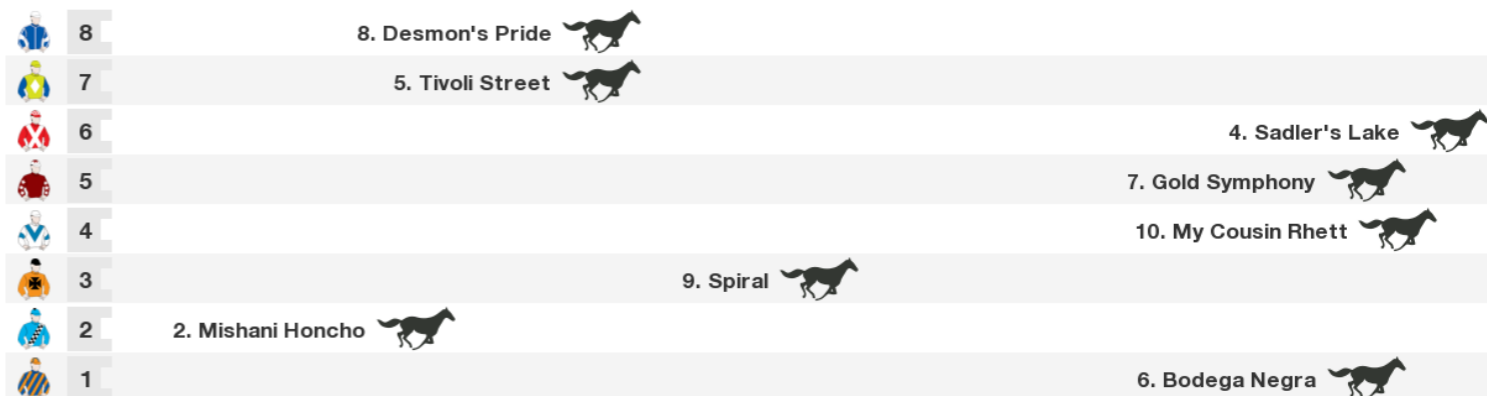 8 8. Desmon's Pride
7 5. Tivoli Street
6 4. Sadler's Lake
5 7. Gold Symphony
4 10. My Cousin Rhett
3 9. Spiral
2 2. Mishani Honcho
1 6. Bodega Negra